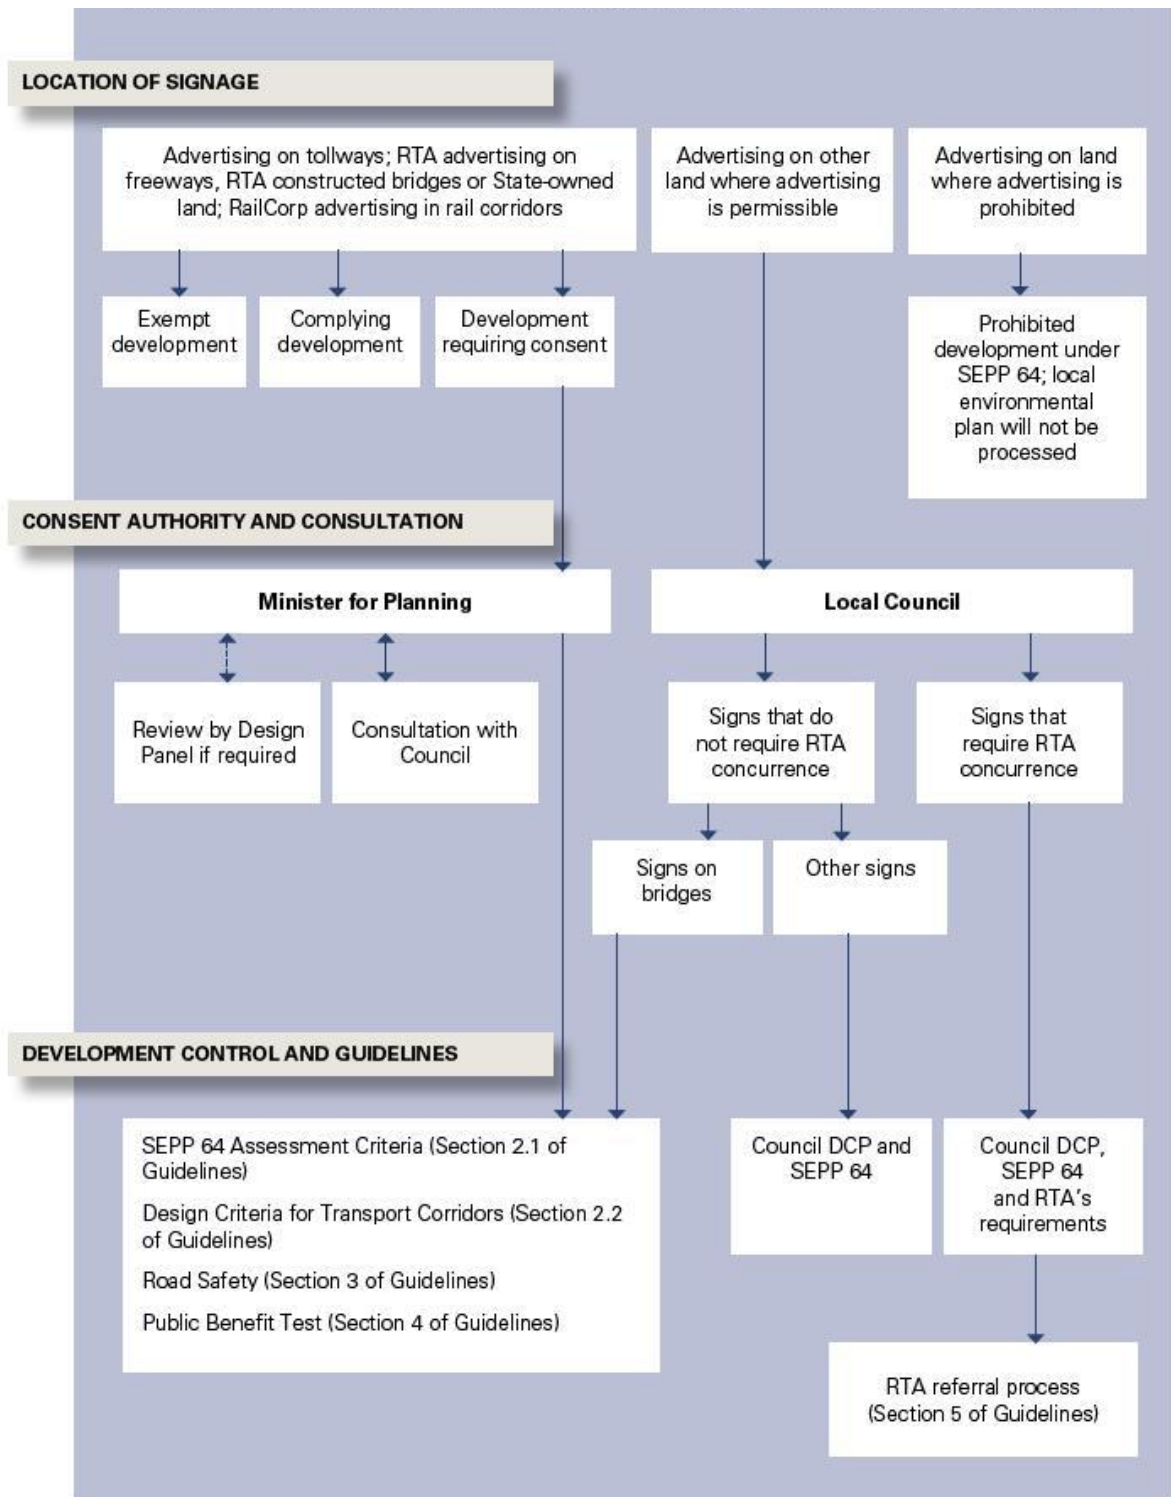 LOCATION OF SIGNAGE
Advertising on tollways; RTA advertising on
freeways, RTA constructed bridges or State-owned
land; RailCorp advertising in rail corridors
Advertising on other
land where advertising
is permissible
Advertising on land
where advertising is
prohibited
Exempt
development
Complying
development
Development
requiring consent
Prohibited
development under
SEPP 64; local
environmental
plan will not be
processed
CONSENT AUTHORITY AND CONSULTATION
Minister for Planning
Local Council
Review by Design
Panel if required
Consultation with
Council
Signs that do
not require RTA
concurrence
Signs that
require RTA
concurrence
Signs on
bridges
Other signs
DEVELOPMENT CONTROL AND GUIDELINES
SEPP 64 Assessment Criteria (Section 2.1 of
Guidelines)
Design Criteria for Transport Corridors (Section 2.2
of Guidelines)
Road Safety (Section 3 of Guidelines)
Public Benefit Test (Section 4 of Guidelines)
Council DCP and
SEPP 64
Council DCP,
SEPP 64
and RTA's
requirements
RTA referral process
(Section 5 of Guidelines)